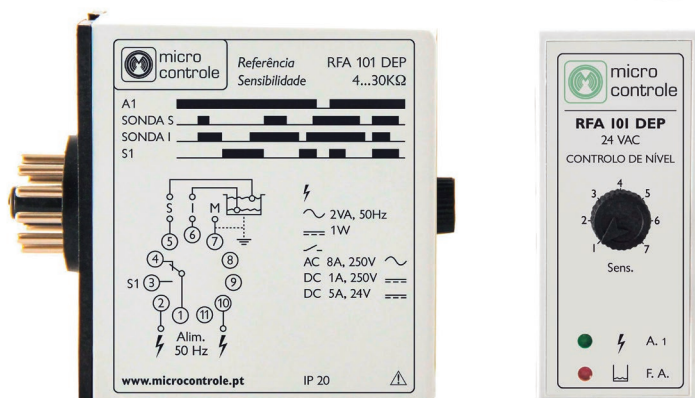 micro
controle
Referência RFA 101 DEP
Sensibilidade 4...30KΩ
A1
SONDA S
SONDA I
S1
S I M
5 6 7
4 8
S1 3 9
2 10
1 11
Alim.
50 Hz
2VA, 50Hz
1W
AC 8A, 250V
DC 1A, 250V
DC 5A, 24V
www.microcontrole.pt IP 20
micro
controle
RFA 101 DEP
24 VAC
CONTROLO DE NÍVEL
1 2 3 4 5 6 7
Sens.
A. 1
F. A.